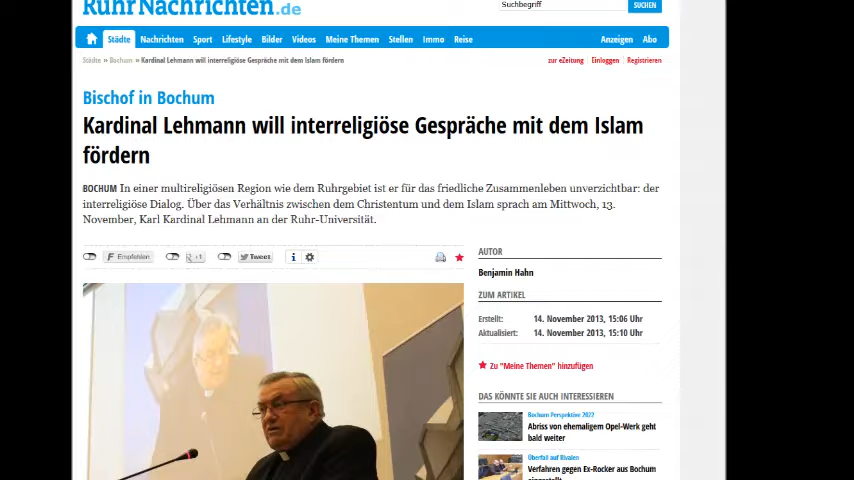 RuhrNachrichten.de
Suchbegriff
SUCHEN
Städte Nachrichten Sport Lifestyle Bilder Videos Meine Themen Stellen Immo Reise Anzeigen Abo
Städte » Bochum » Kardinal Lehmann will interreligiöse Gespräche mit dem Islam fördern
zur eZeitung Einloggen Registrieren
Bischof in Bochum
Kardinal Lehmann will interreligiöse Gespräche mit dem Islam
fördern
BOCHUM In einer multireligiösen Region wie dem Ruhrgebiet ist er für das friedliche Zusammenleben unverzichtbar: der
interreligiöse Dialog. Über das Verhältnis zwischen dem Christentum und dem Islam sprach am Mittwoch, 13.
November, Karl Kardinal Lehmann an der Ruhr-Universität.
Empfehlen +1 Tweet
AUTOR
Benjamin Hahn
ZUM ARTIKEL
Erstellt: 14. November 2013, 15:06 Uhr
Aktualisiert: 14. November 2013, 15:10 Uhr
Zu "Meine Themen" hinzufügen
DAS KÖNNTE SIE AUCH INTERESSIEREN
Bochum Perspektive 2022
Abriss von ehemaligem Opel-Werk geht
bald weiter
Überfall auf Rivalen
Verfahren gegen Ex-Rocker aus Bochum
eingestellt